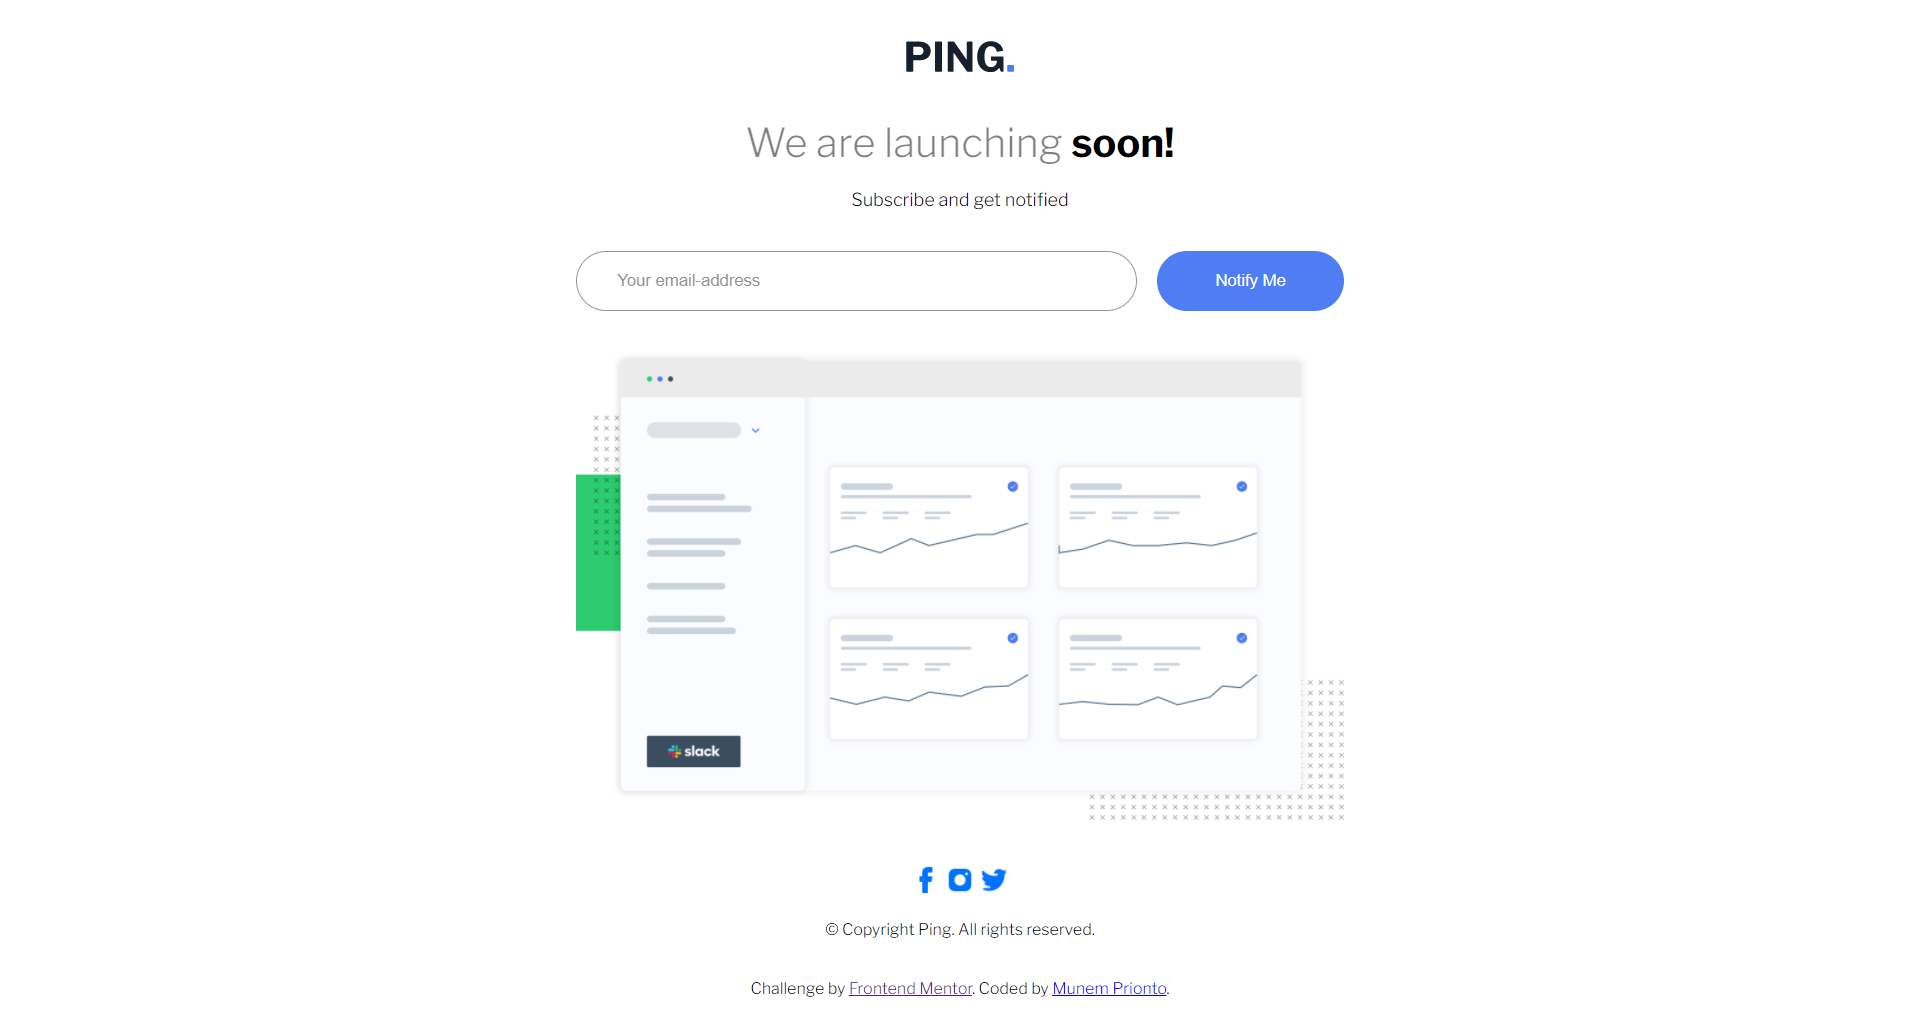 PING.
We are launching soon!
Subscribe and get notified
Your email-address
Notify Me
slack
© Copyright Ping. All rights reserved.
Challenge by Frontend Mentor. Coded by Munem Prionto.